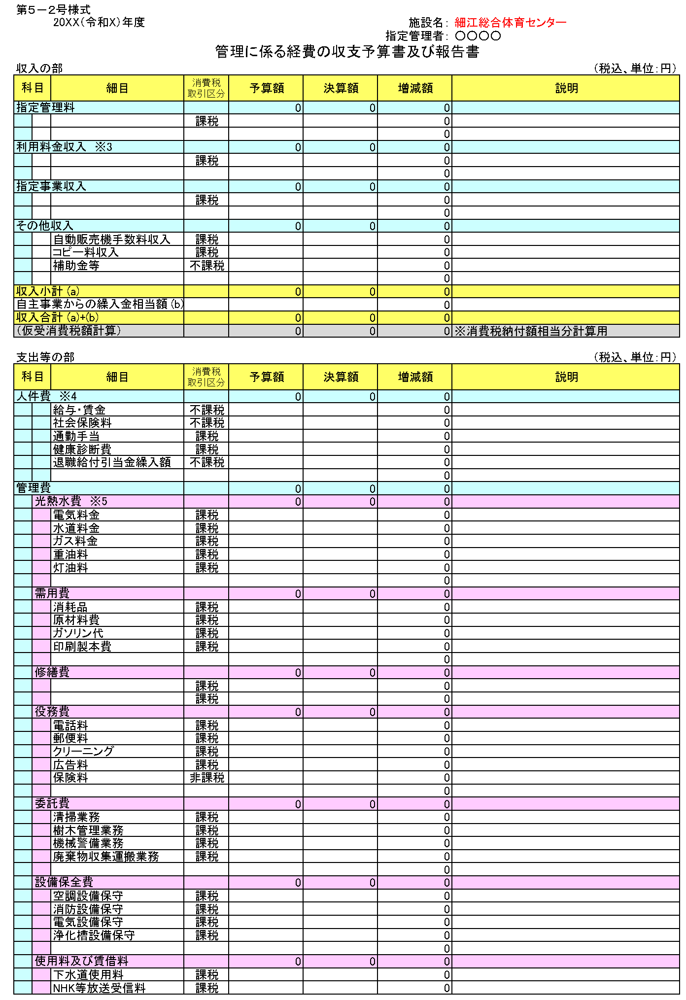 第５－２号様式
20XX（令和X）年度
施設名： 細江総合体育センター
指定管理者： 〇〇〇〇
管理に係る経費の収支予算書及び報告書
収入の部 （税込、単位：円）
科目 細目 消費税取引区分 予算額 決算額 増減額 説明
指定管理料 0 0 0
課税 0
0
利用料金収入　※3 0 0 0
課税 0
0
指定事業収入 0 0 0
課税 0
0
その他収入 0 0 0
自動販売機手数料収入 課税 0
コピー料収入 課税 0
補助金等 不課税 0
0
収入小計 (a) 0 0 0
自主事業からの繰入金相当額 (b) 0
収入合計 (a)+(b) 0 0 0
（仮受消費税額計算） 0 0 0 ※消費税納付額相当分計算用
支出等の部 （税込、単位：円）
科目 細目 消費税取引区分 予算額 決算額 増減額 説明
人件費　※4 0 0 0
給与・賃金 不課税 0
社会保険料 不課税 0
通勤手当 課税 0
健康診断費 課税 0
退職給付引当金繰入額 不課税 0
0
管理費 0 0 0
光熱水費　※5 0 0 0
電気料金 課税 0
水道料金 課税 0
ガス料金 課税 0
重油料 課税 0
灯油料 課税 0
0
需用費 0 0 0
消耗品 課税 0
原材料費 課税 0
ガソリン代 課税 0
印刷製本費 課税 0
0
修繕費 0 0 0
課税 0
課税 0
役務費 0 0 0
電話料 課税 0
郵便料 課税 0
クリーニング 課税 0
広告料 課税 0
保険料 非課税 0
0
委託費 0 0 0
清掃業務 課税 0
樹木管理業務 課税 0
機械警備業務 課税 0
廃棄物収集運搬業務 課税 0
0
設備保全費 0 0 0
空調設備保守 課税 0
消防設備保守 課税 0
電気設備保守 課税 0
浄化槽設備保守 課税 0
0
使用料及び賃借料 0 0 0
下水道使用料 課税 0
NHK等放送受信料 課税 0